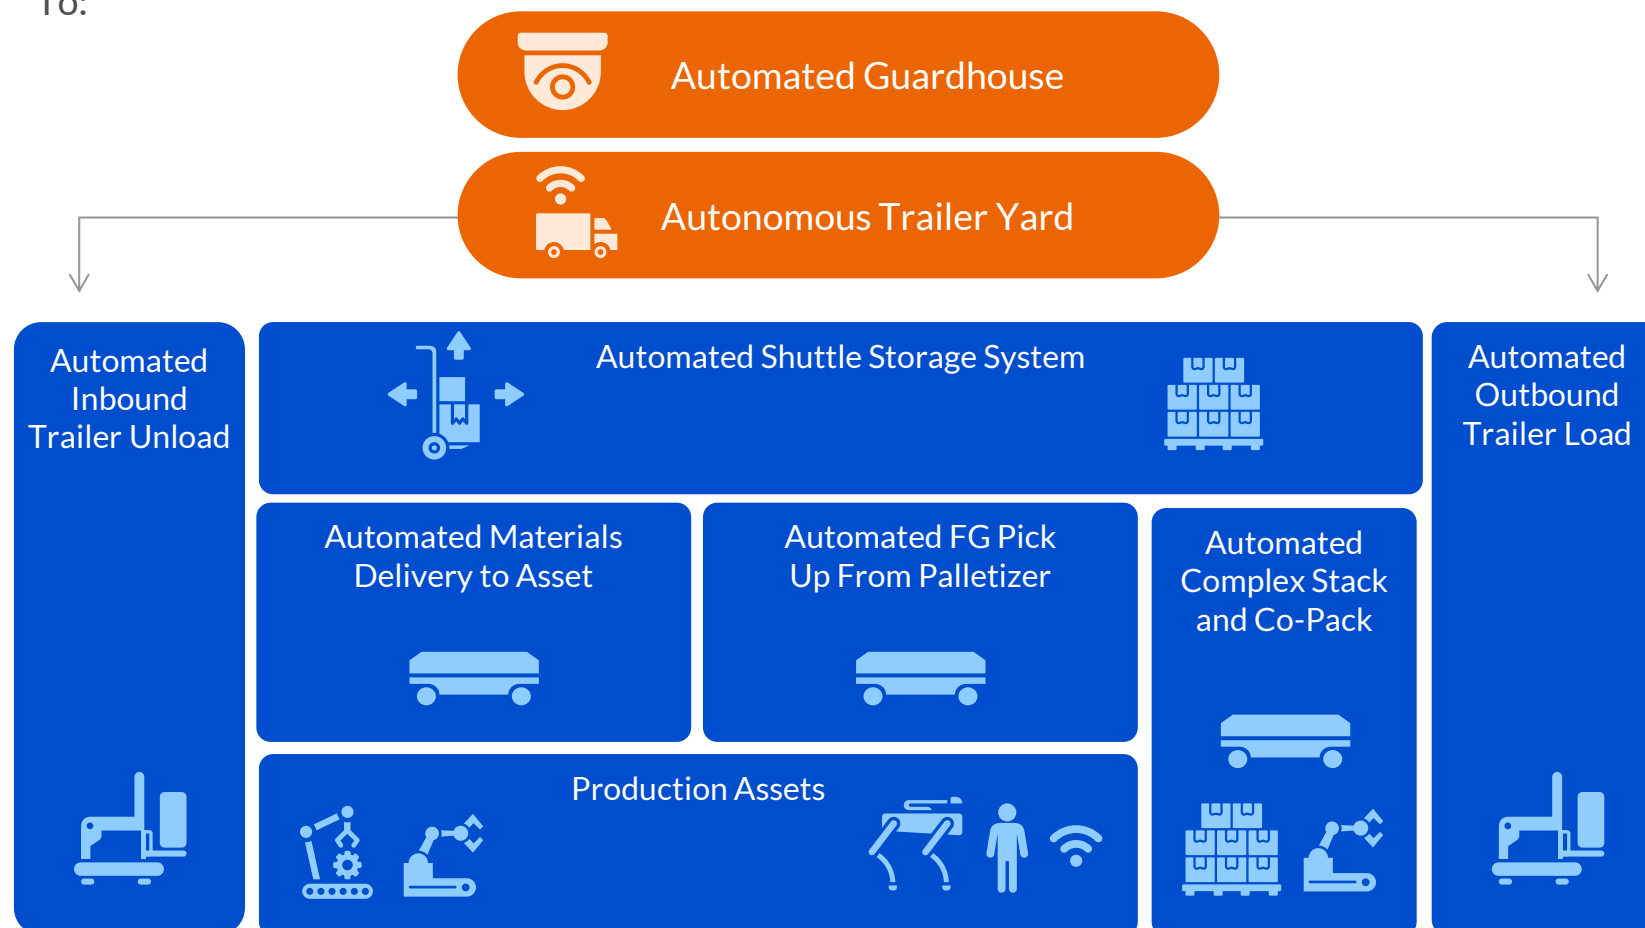 To:
Automated Guardhouse
Autonomous Trailer Yard
Automated
Inbound
Trailer Unload
Automated Shuttle Storage System
Automated
Outbound
Trailer Load
Automated Materials
Delivery to Asset
Automated FG Pick
Up From Palletizer
Automated
Complex Stack
and Co-Pack
Production Assets